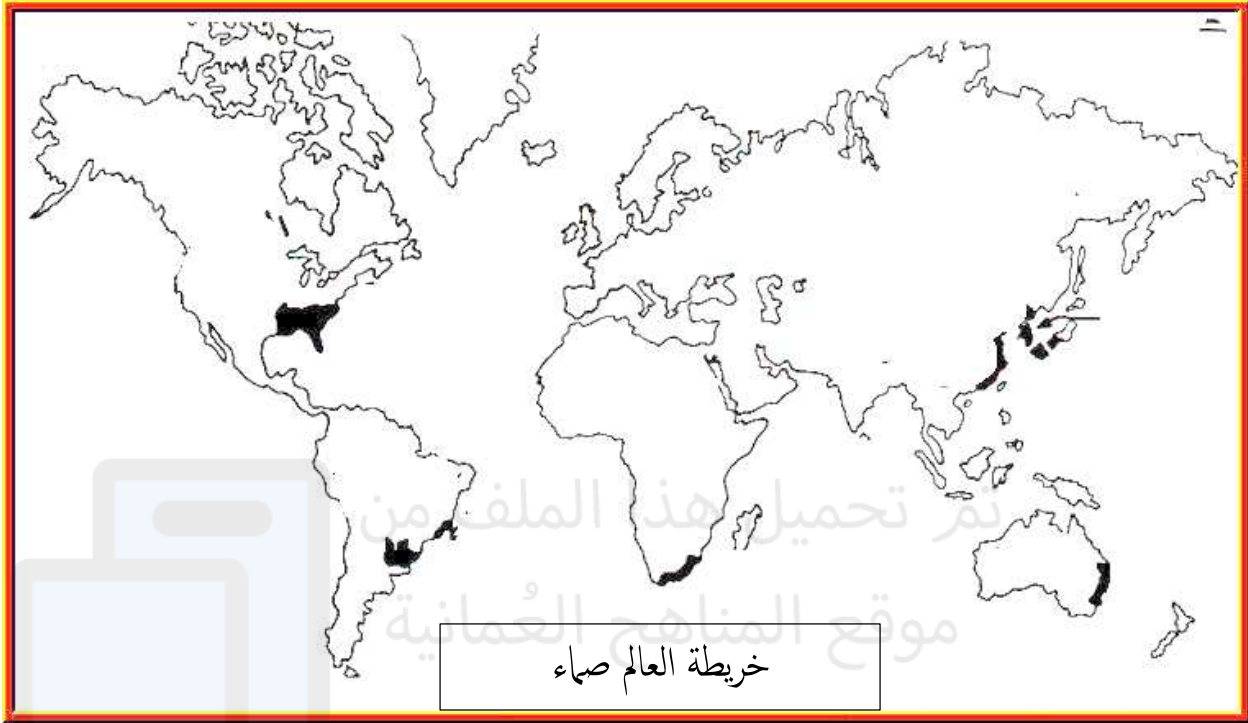 تم تحميل هذا الملف من
موقع المناهج العُمانية
خريطة العالم صماء